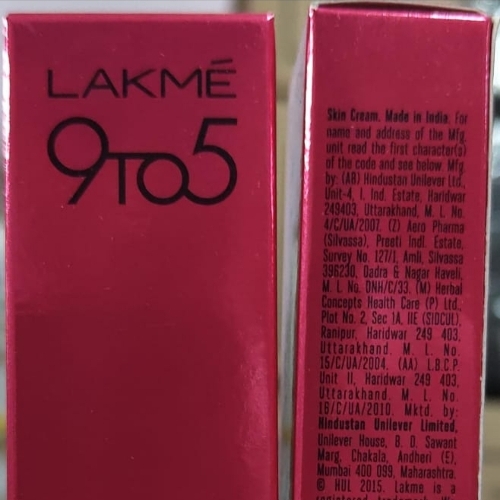 LAKMÉ
9TO5
Skin Cream. Made in India. For
name and address of the Mfg.
unit read the first character(s)
of the code and see below. Mfg.
by: (AB) Hindustan Unilever Ltd.,
Unit-4, I. Ind. Estate, Haridwar
249403, Uttarakhand, M. L. No.
4/C/UA/2007. (Z) Aero Pharma
(Silvassa), Preeti Indl. Estate,
Survey No. 127/1, Amli, Silvassa
396230, Dadra & Nagar Haveli,
M. L. No. DNH/C/33, (M) Herbal
Concepts Health Care (P) Ltd.,
Plot No. 2, Sec 1A, IIE (SIDCUL),
Ranipur, Haridwar 249 403,
Uttarakhand. M. L. No.
15/C/UA/2004. (AA) L.B.C.P.
Unit II, Haridwar 249 403,
Uttarakhand. M. L. No.
16/C/UA/2010. Mktd. by:
Hindustan Unilever Limited,
Unilever House, B. D. Sawant
Marg, Chakala, Andheri (E),
Mumbai 400 099, Maharashtra.
© HUL 2015. Lakme is a